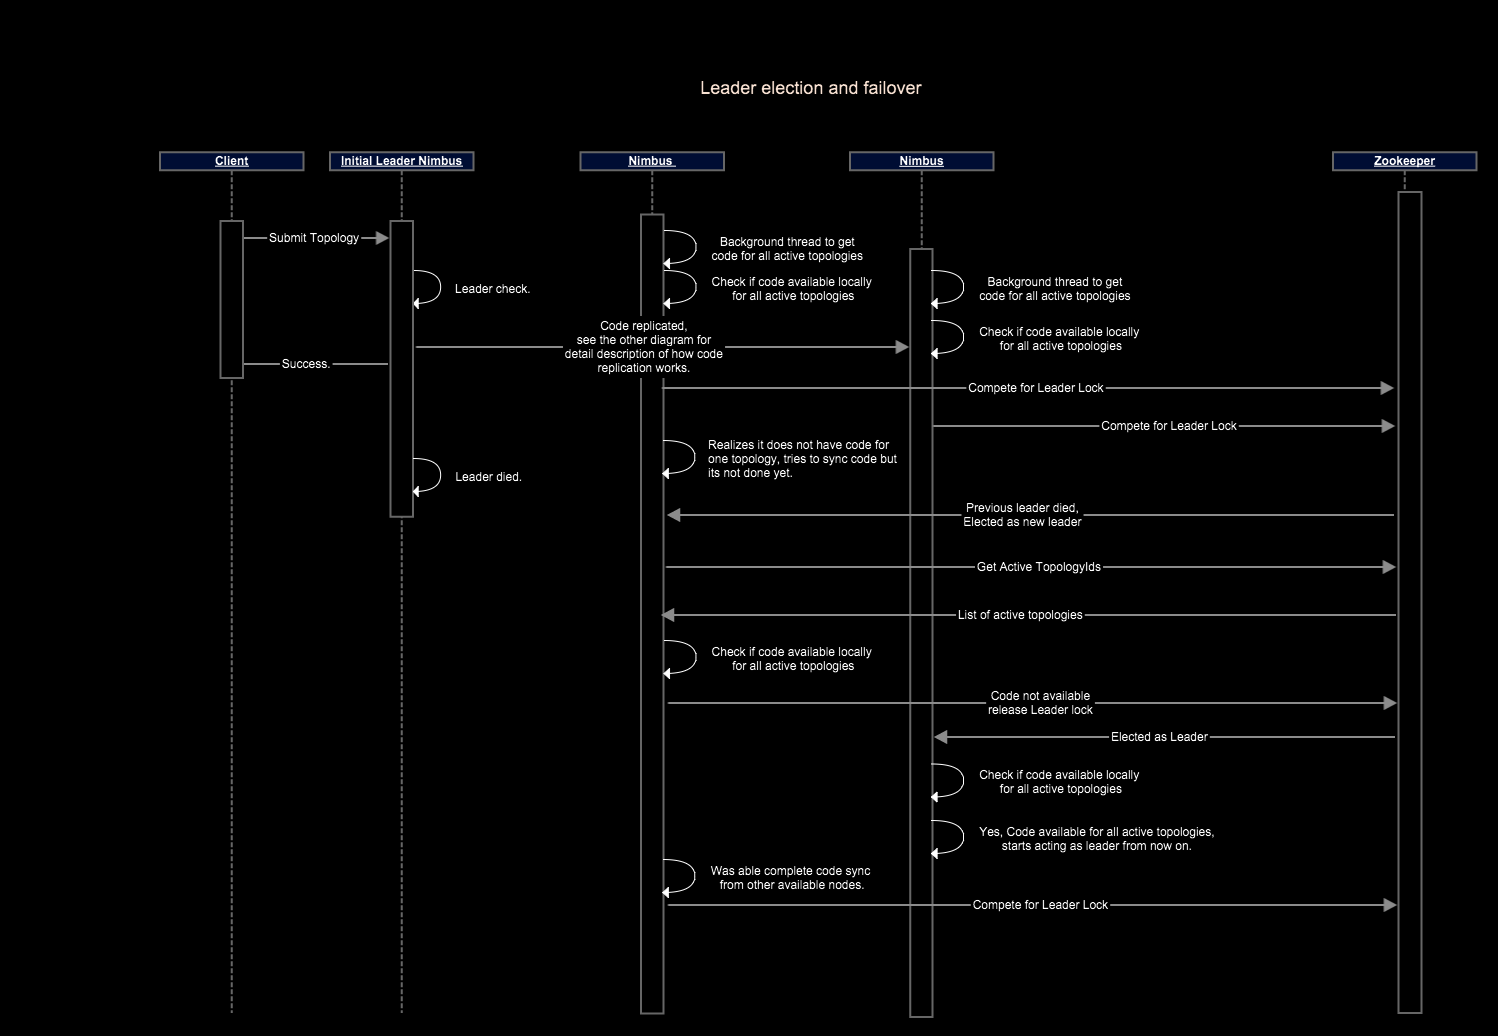 Leader election and failover
Client
Initial Leader Nimbus
Nimbus
Nimbus
Zookeeper
Submit Topology
Background thread to get
code for all active topologies
Check if code available locally
for all active topologies
Background thread to get
code for all active topologies
Leader check.
Code replicated,
see the other diagram for
detail description of how code
replication works.
Check if code available locally
for all active topologies
Success.
Compete for Leader Lock
Compete for Leader Lock
Realizes it does not have code for
one topology, tries to sync code but
its not done yet.
Leader died.
Previous leader died,
Elected as new leader
Get Active TopologyIds
List of active topologies
Check if code available locally
for all active topologies
Code not available
release Leader lock
Elected as Leader
Check if code available locally
for all active topologies
Yes, Code available for all active topologies,
starts acting as leader from now on.
Was able complete code sync
from other available nodes.
Compete for Leader Lock